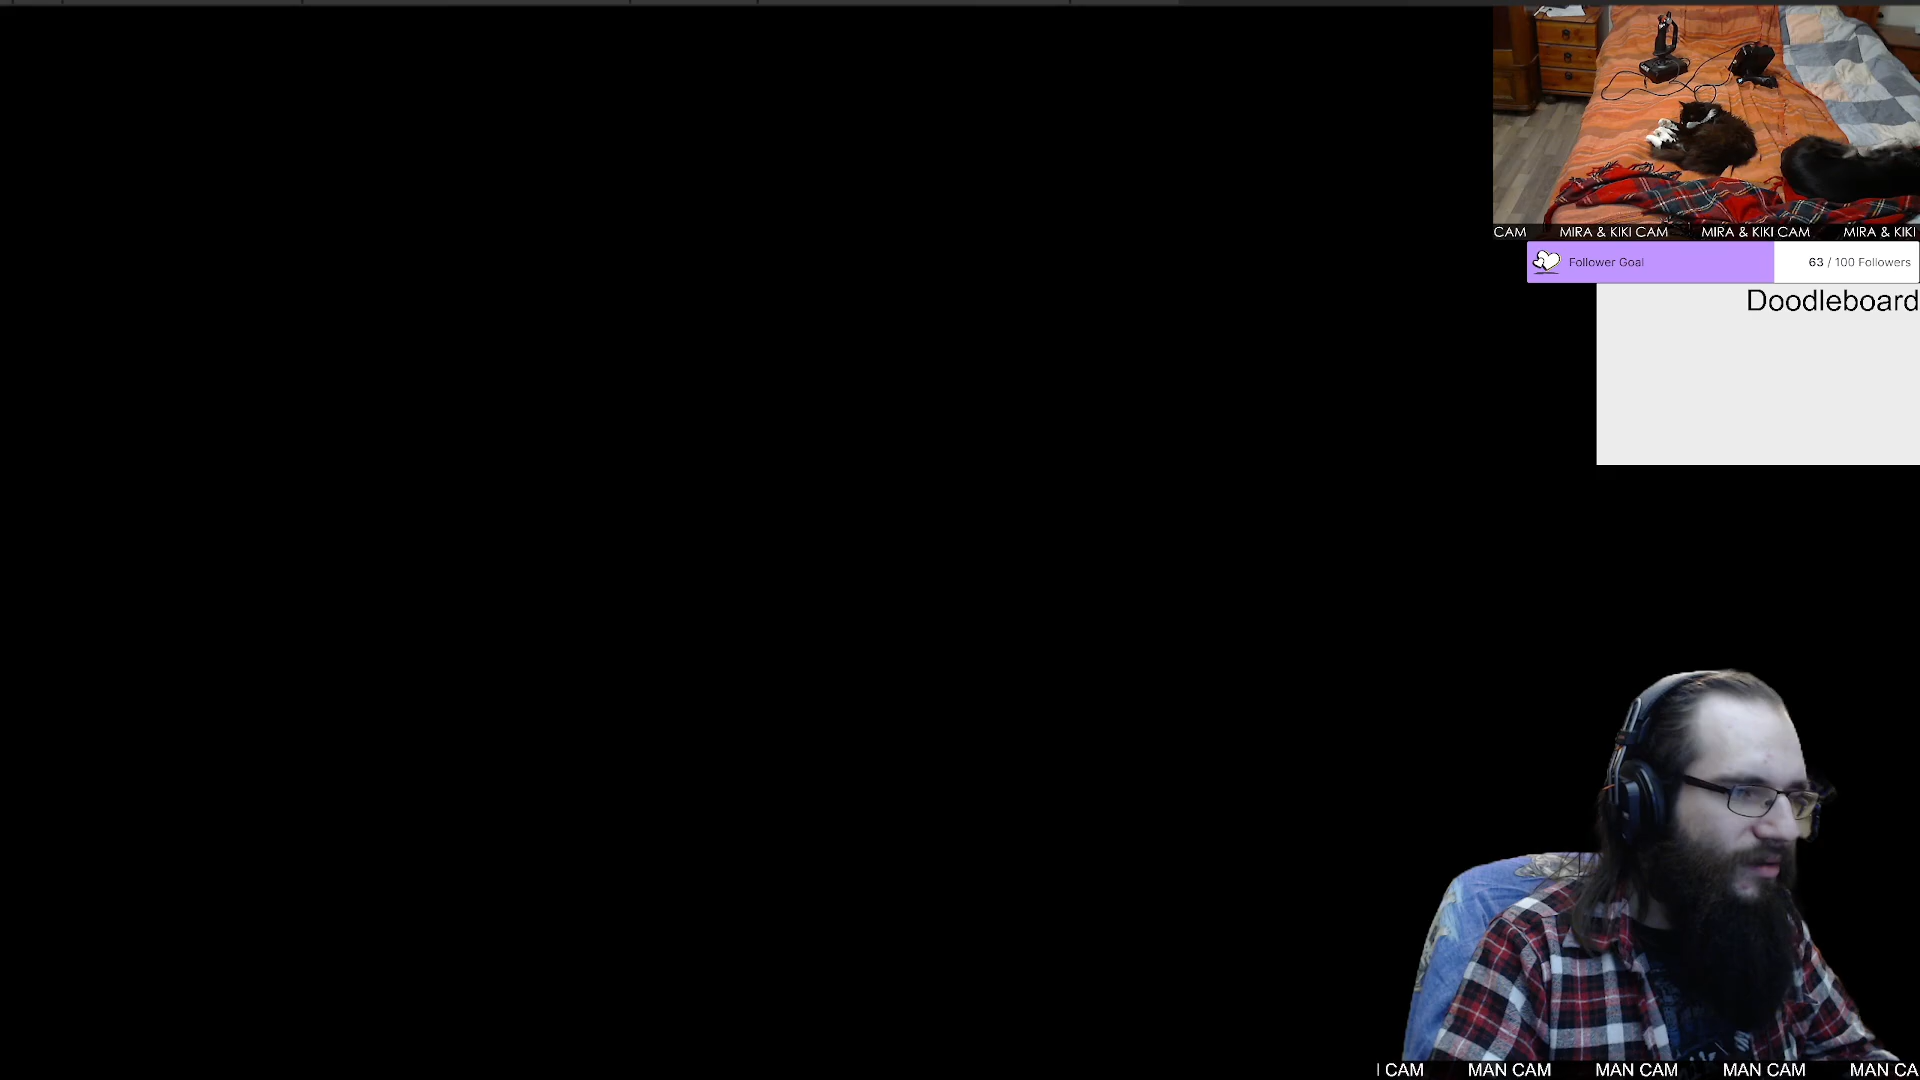 CAM MIRA & KIKI CAM MIRA & KIKI CAM MIRA & KIKI
Follower Goal 63 / 100 Followers
Doodleboard
CAM MAN CAM MAN CAM MAN CAM MAN CA